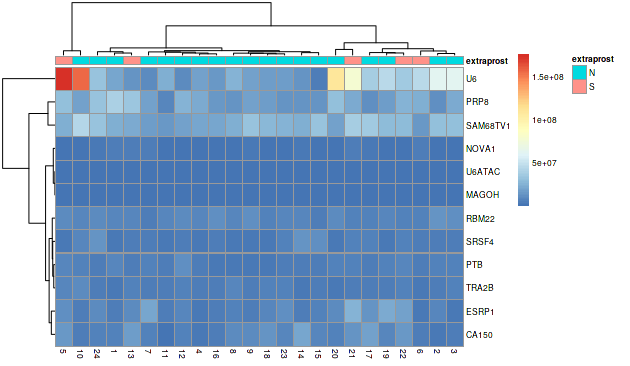 extraprost
U6
PRP8
SAM68TV1
NOVA1
U6ATAC
MAGOH
RBM22
SRSF4
PTB
TRA2B
ESRP1
CA150
5 10 24 1 13 7 11 12 4 16 8 9 18 23 14 15 20 21 17 19 22 6 2 3
1.5e+08
1e+08
5e+07
extraprost
N
S